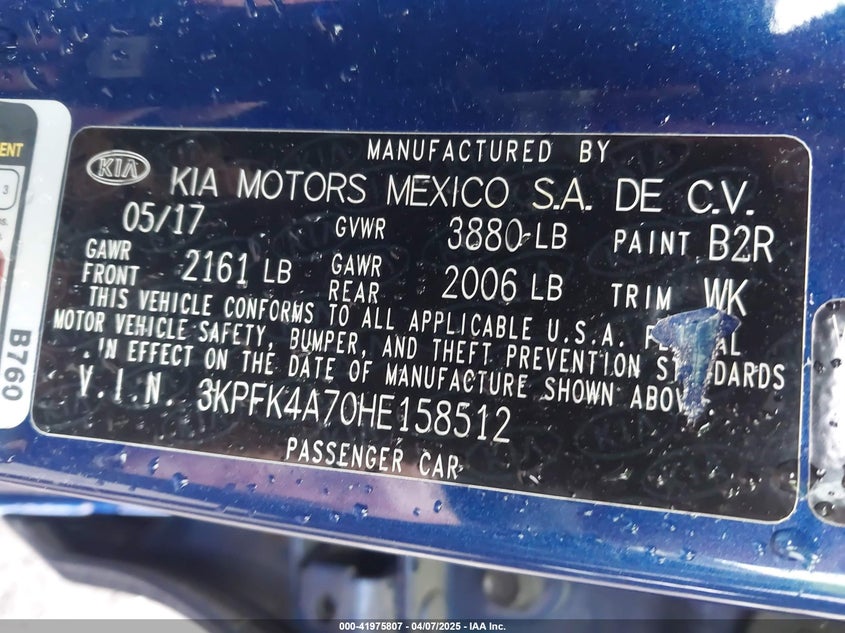 MANUFACTURED BY
KIA
KIA MOTORS MEXICO S.A. DE C.V.
05/17 GVWR 3880 LB PAINT B2R
GAWR FRONT 2161 LB GAWR REAR 2006 LB TRIM WK
THIS VEHICLE CONFORMS TO ALL APPLICABLE U.S.A.
MOTOR VEHICLE SAFETY, BUMPER, AND THEFT PREVENTION
IN EFFECT ON THE DATE OF MANUFACTURE SHOWN
V.I.N. 3KPFK4A70HE158512
PASSENGER CAR
3
B760
000-41975807 - 04/07/2025 - IAA Inc.